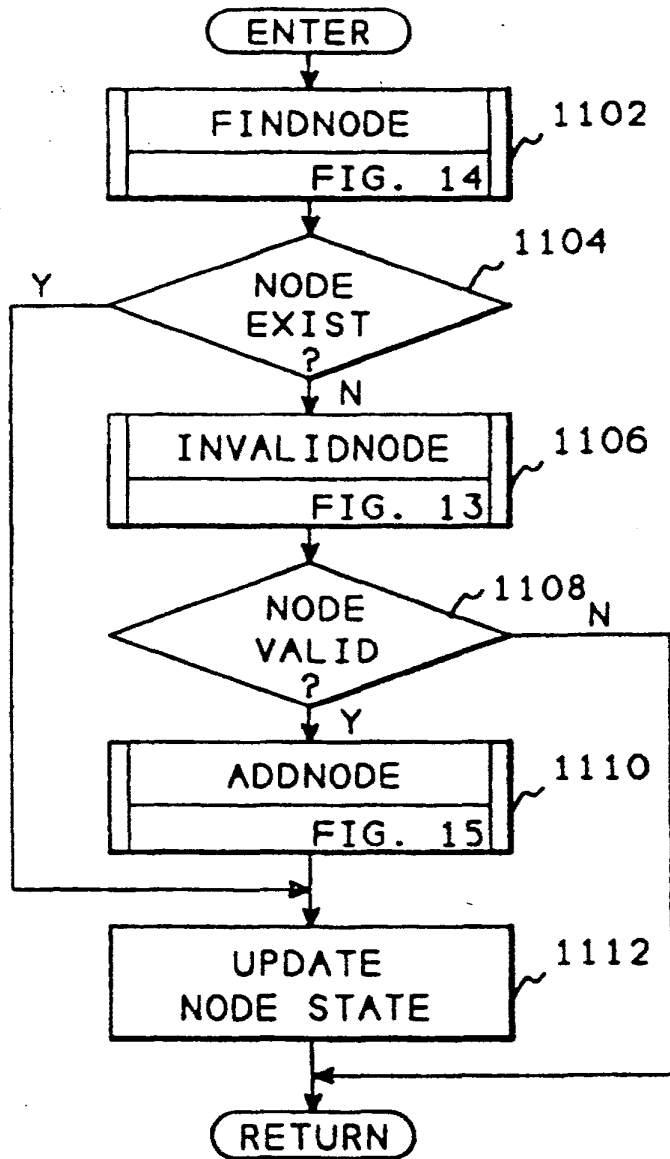 ENTER
FINDNODE
1102
FIG. 14
1104
Y
NODE
EXIST
?
N
INVALIDNODE
1106
FIG. 13
1108
NODE
N
VALID
?
Y
ADDNODE
1110
FIG. 15
UPDATE
1112
NODE STATE
RETURN